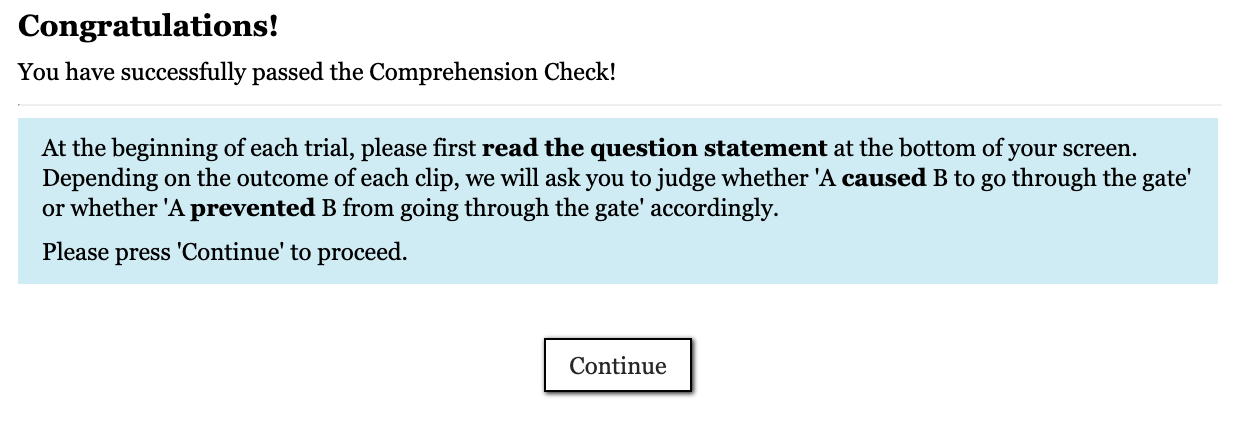 Congratulations!
You have successfully passed the Comprehension Check!
At the beginning of each trial, please first read the question statement at the bottom of your screen.
Depending on the outcome of each clip, we will ask you to judge whether 'A caused B to go through the gate'
or whether 'A prevented B from going through the gate' accordingly.
Please press 'Continue' to proceed.
Continue